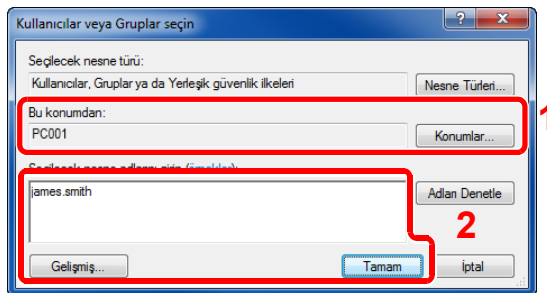 Kullanıcılar veya Gruplar seçin
Seçilecek nesne türü:
Kullanıcılar, Gruplar ya da Yerleşik güvenlik ilkeleri
Nesne Türleri...
Bu konumdan:
1
PC001
Konumlar...
Seçilecek nesne adlarını girin (örnekler):
james.smith
Adları Denetle
2
Gelişmiş...
Tamam
İptal